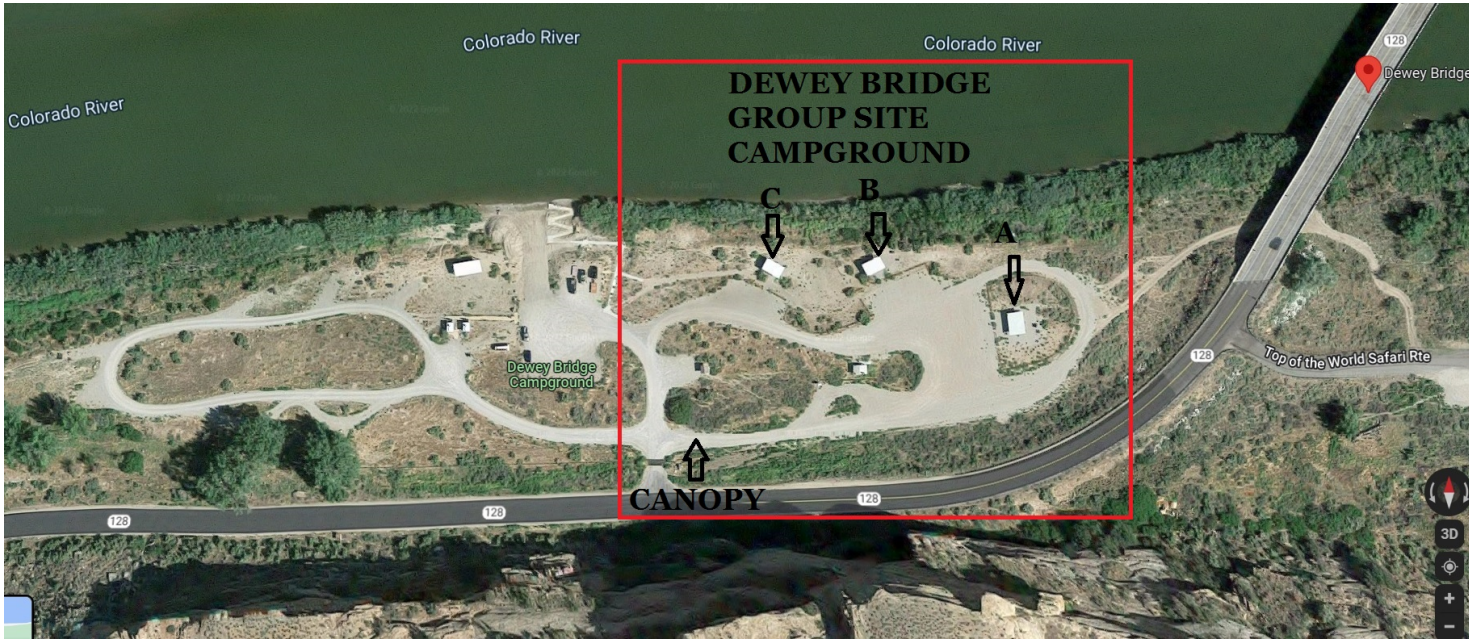 Colorado River
Colorado River
Colorado River
128
Dewey Bridge
DEWEY BRIDGE
GROUP SITE
CAMPGROUND
C
B
A
Dewey Bridge
Campground
128
Top of the World Safari Rte
CANOPY
128
128
128
3D
+
−